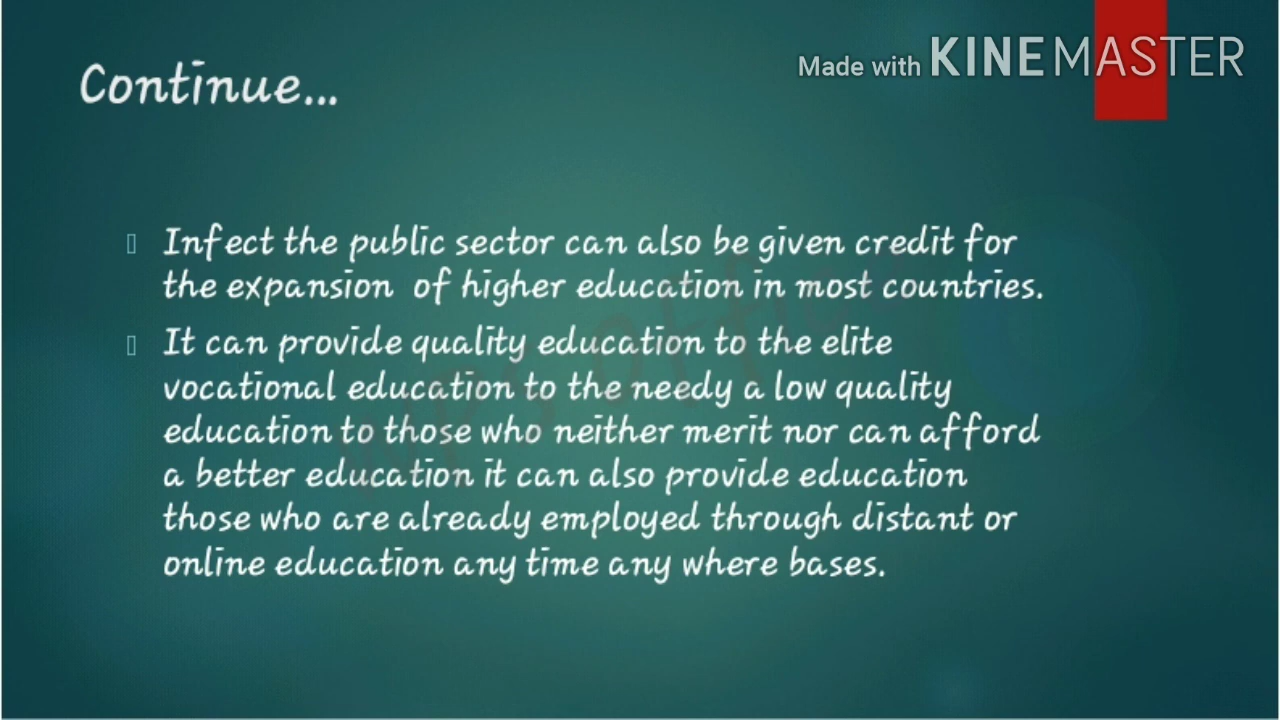 Continue...
Made with KINEMASTER
Infect the public sector can also be given credit for
the expansion of higher education in most countries.
It can provide quality education to the elite
vocational education to the needy a low quality
education to those who neither merit nor can afford
a better education it can also provide education
those who are already employed through distant or
online education any time any where bases.